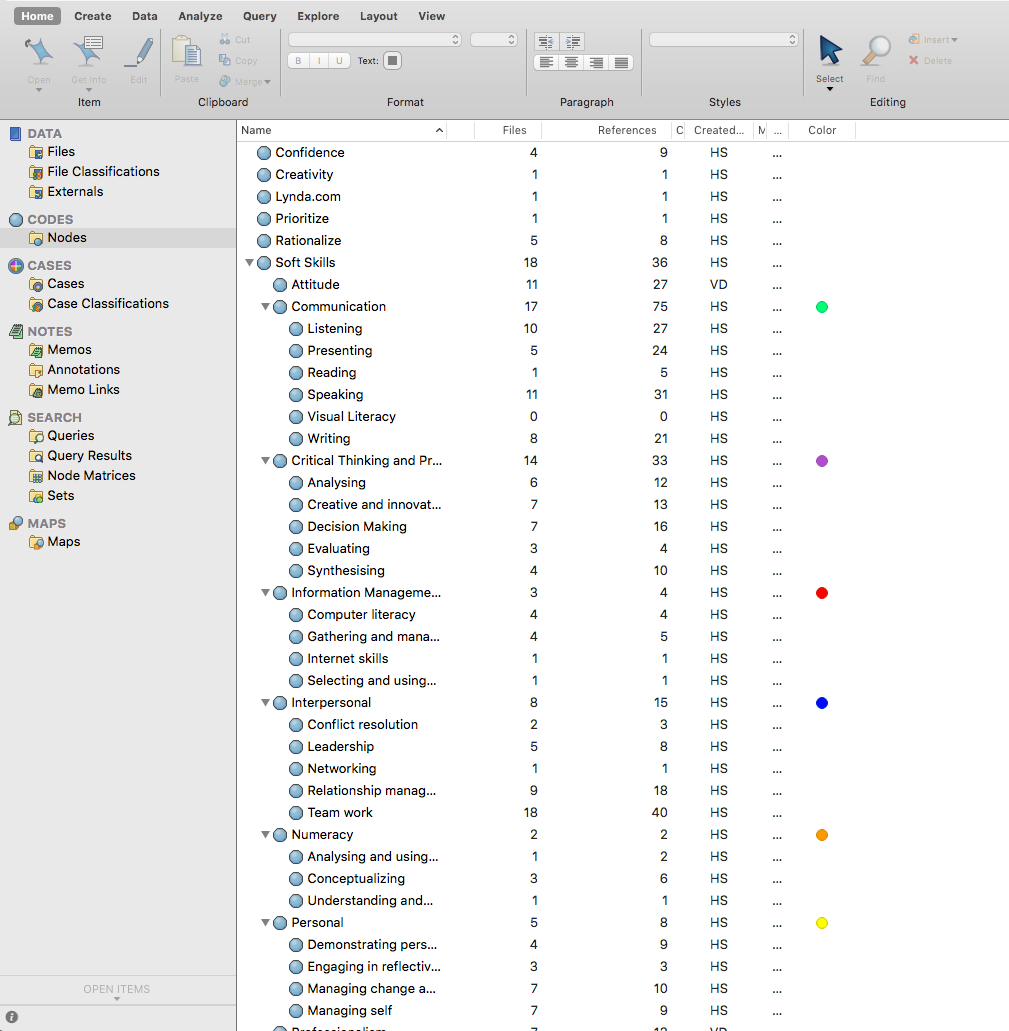 Home Create Data Analyze Query Explore Layout View
Cut
Copy
Merge
B I U Text:
Insert
Delete
Open Get Info Edit Paste Select Find
Item Clipboard Format Paragraph Styles Editing
DATA
Files
File Classifications
Externals
CODES
Nodes
CASES
Cases
Case Classifications
NOTES
Memos
Annotations
Memo Links
SEARCH
Queries
Query Results
Node Matrices
Sets
MAPS
Maps
OPEN ITEMS
Name Files References C Created... M ... Color
Confidence 4 9 HS ...
Creativity 1 1 HS ...
Lynda.com 1 1 HS ...
Prioritize 1 1 HS ...
Rationalize 5 8 HS ...
Soft Skills 18 36 HS ...
Attitude 11 27 VD ...
Communication 17 75 HS ...
Listening 10 27 HS ...
Presenting 5 24 HS ...
Reading 1 5 HS ...
Speaking 11 31 HS ...
Visual Literacy 0 0 HS ...
Writing 8 21 HS ...
Critical Thinking and Pr... 14 33 HS ...
Analysing 6 12 HS ...
Creative and innovat... 7 13 HS ...
Decision Making 7 16 HS ...
Evaluating 3 4 HS ...
Synthesising 4 10 HS ...
Information Manageme... 3 4 HS ...
Computer literacy 4 4 HS ...
Gathering and mana... 4 5 HS ...
Internet skills 1 1 HS ...
Selecting and using... 1 1 HS ...
Interpersonal 8 15 HS ...
Conflict resolution 2 3 HS ...
Leadership 5 8 HS ...
Networking 1 1 HS ...
Relationship manag... 9 18 HS ...
Team work 18 40 HS ...
Numeracy 2 2 HS ...
Analysing and using... 1 2 HS ...
Conceptualizing 3 6 HS ...
Understanding and... 1 1 HS ...
Personal 5 8 HS ...
Demonstrating pers... 4 9 HS ...
Engaging in reflectiv... 3 3 HS ...
Managing change a... 7 10 HS ...
Managing self 7 9 HS ...